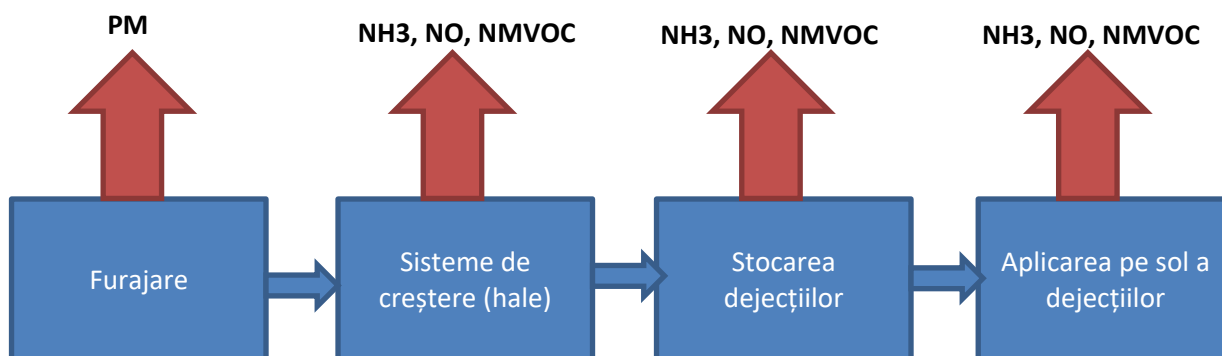 PM
NH3, NO, NMVOC
NH3, NO, NMVOC
NH3, NO, NMVOC
Furajare
Sisteme de
creștere (hale)
Stocarea
dejecțiilor
Aplicarea pe sol a
dejecțiilor